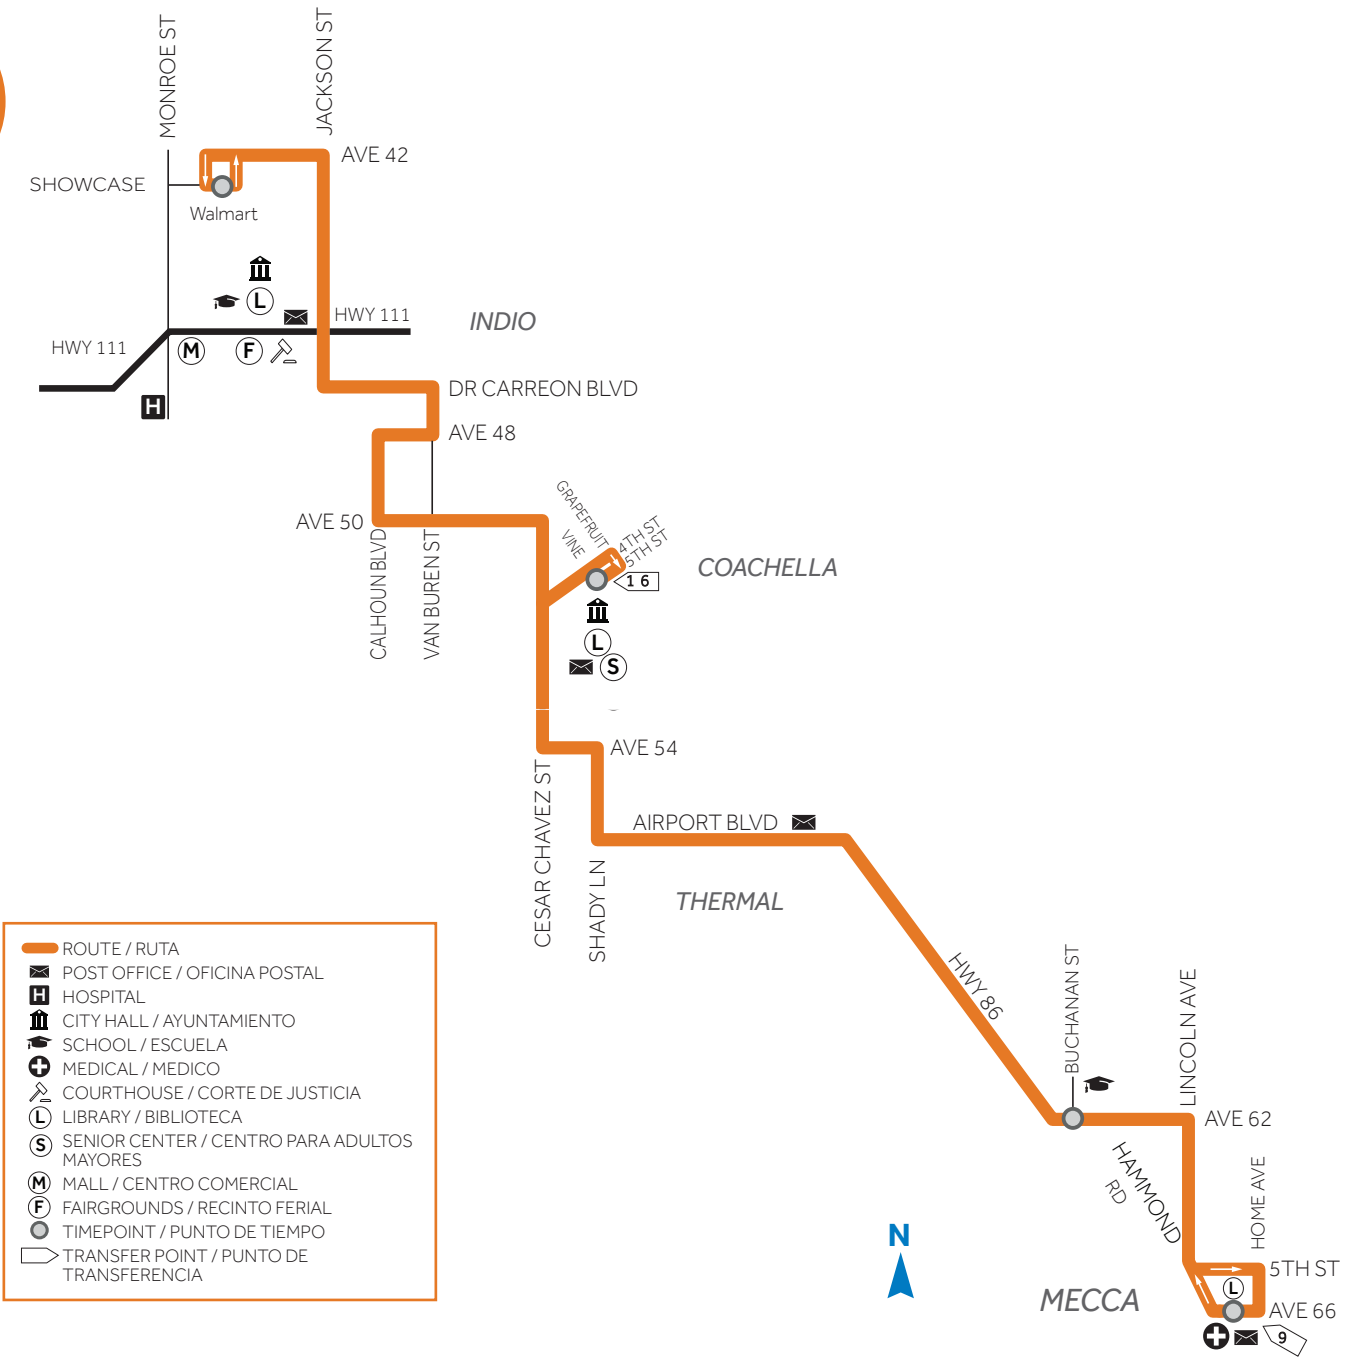 MONROE ST
JACKSON ST
AVE 42
SHOWCASE
Walmart
L
HWY 111
INDIO
HWY 111
M
F
H
DR CARREON BLVD
AVE 48
AVE 50
CALHOUN BLVD
VAN BUREN ST
GRAPEFRUIT
VINE
4TH ST
5TH ST
1 6
COACHELLA
L
S
AVE 54
CESAR CHAVEZ ST
SHADY LN
AIRPORT BLVD
THERMAL
HWY 86
BUCHANAN ST
LINCOLN AVE
AVE 62
HAMMOND
RD
HOME AVE
5TH ST
L
AVE 66
MECCA
9
N
ROUTE / RUTA
POST OFFICE / OFICINA POSTAL
H HOSPITAL
CITY HALL / AYUNTAMIENTO
SCHOOL / ESCUELA
MEDICAL / MEDICO
COURTHOUSE / CORTE DE JUSTICIA
L LIBRARY / BIBLIOTECA
S SENIOR CENTER / CENTRO PARA ADULTOS
MAYORES
M MALL / CENTRO COMERCIAL
F FAIRGROUNDS / RECINTO FERIAL
TIMEPOINT / PUNTO DE TIEMPO
TRANSFER POINT / PUNTO DE
TRANSFERENCIA